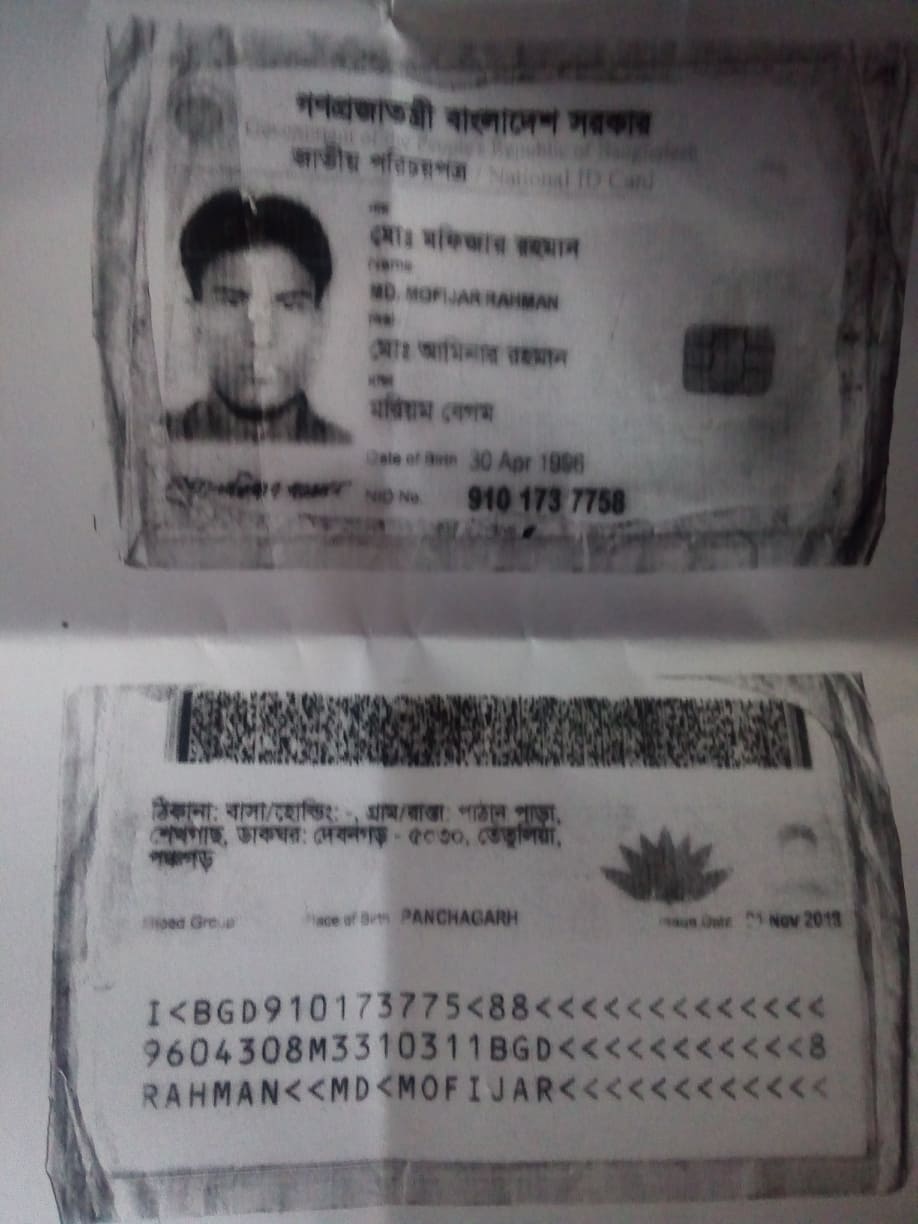 গণপ্রজাতন্ত্রী বাংলাদেশ সরকার
Government of the People's Republic of Bangladesh
জাতীয় পরিচয়পত্র / National ID Card
নাম
মোঃ মফিজার রহমান
Name
MD. MOFIJAR RAHMAN
পিতা
মোঃ আমিনার রহমান
মাতা
মরিয়ম বেগম
Date of Birth 30 Apr 1996
NID No. 910 173 7758
ঠিকানা: বাসা/হোল্ডিং: -, গ্রাম/রাস্তা: পাঠান পাড়া,
শেখগছ, ডাকঘর: দেবনগড় - ৫০৩০, তেতুলিয়া,
পঞ্চগড়
Blood Group Place of Birth PANCHAGARH Issue Date Nov 2018
I<BGD910173775<88<<<<<<<<<<<<<
9604308M3310311BGD<<<<<<<<<<<8
RAHMAN<<MD<MOFIJAR<<<<<<<<<<<<